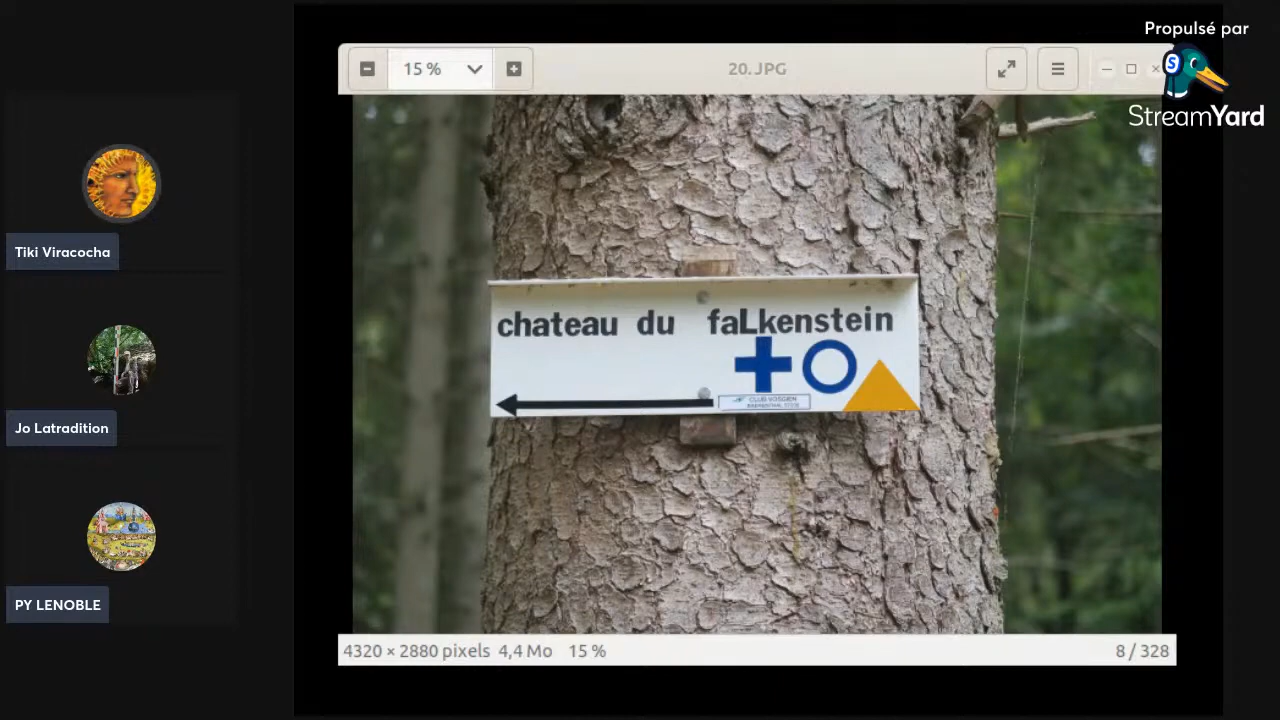 Propulsé par
StreamYard
15 %
20.JPG
Tiki Viracocha
Jo Latradition
PY LENOBLE
chateau du faLkenstein
CLUB VOSGIEN
4320 × 2880 pixels 4,4 Mo 15 %
8 / 328